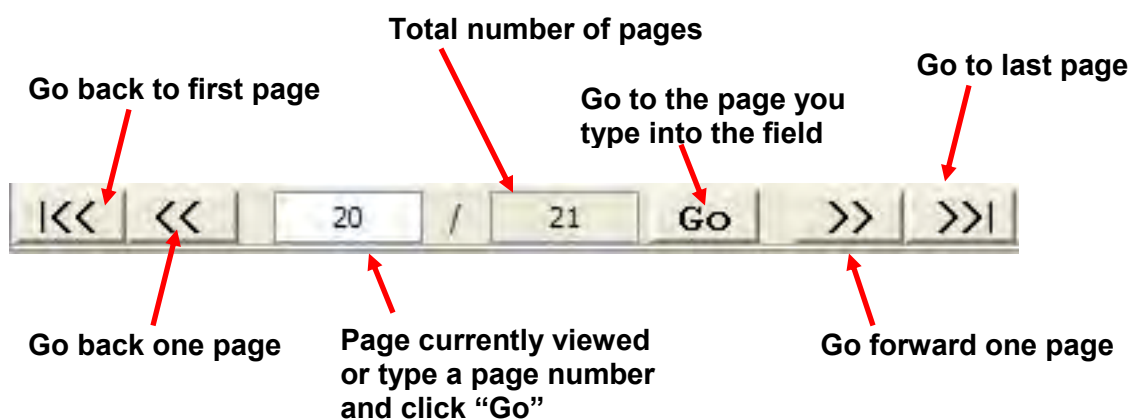 Total number of pages
Go to last page
Go back to first page
Go to the page you
type into the field
|<< << 20 / 21 Go >> >>|
Go back one page
Page currently viewed
or type a page number
and click “Go”
Go forward one page